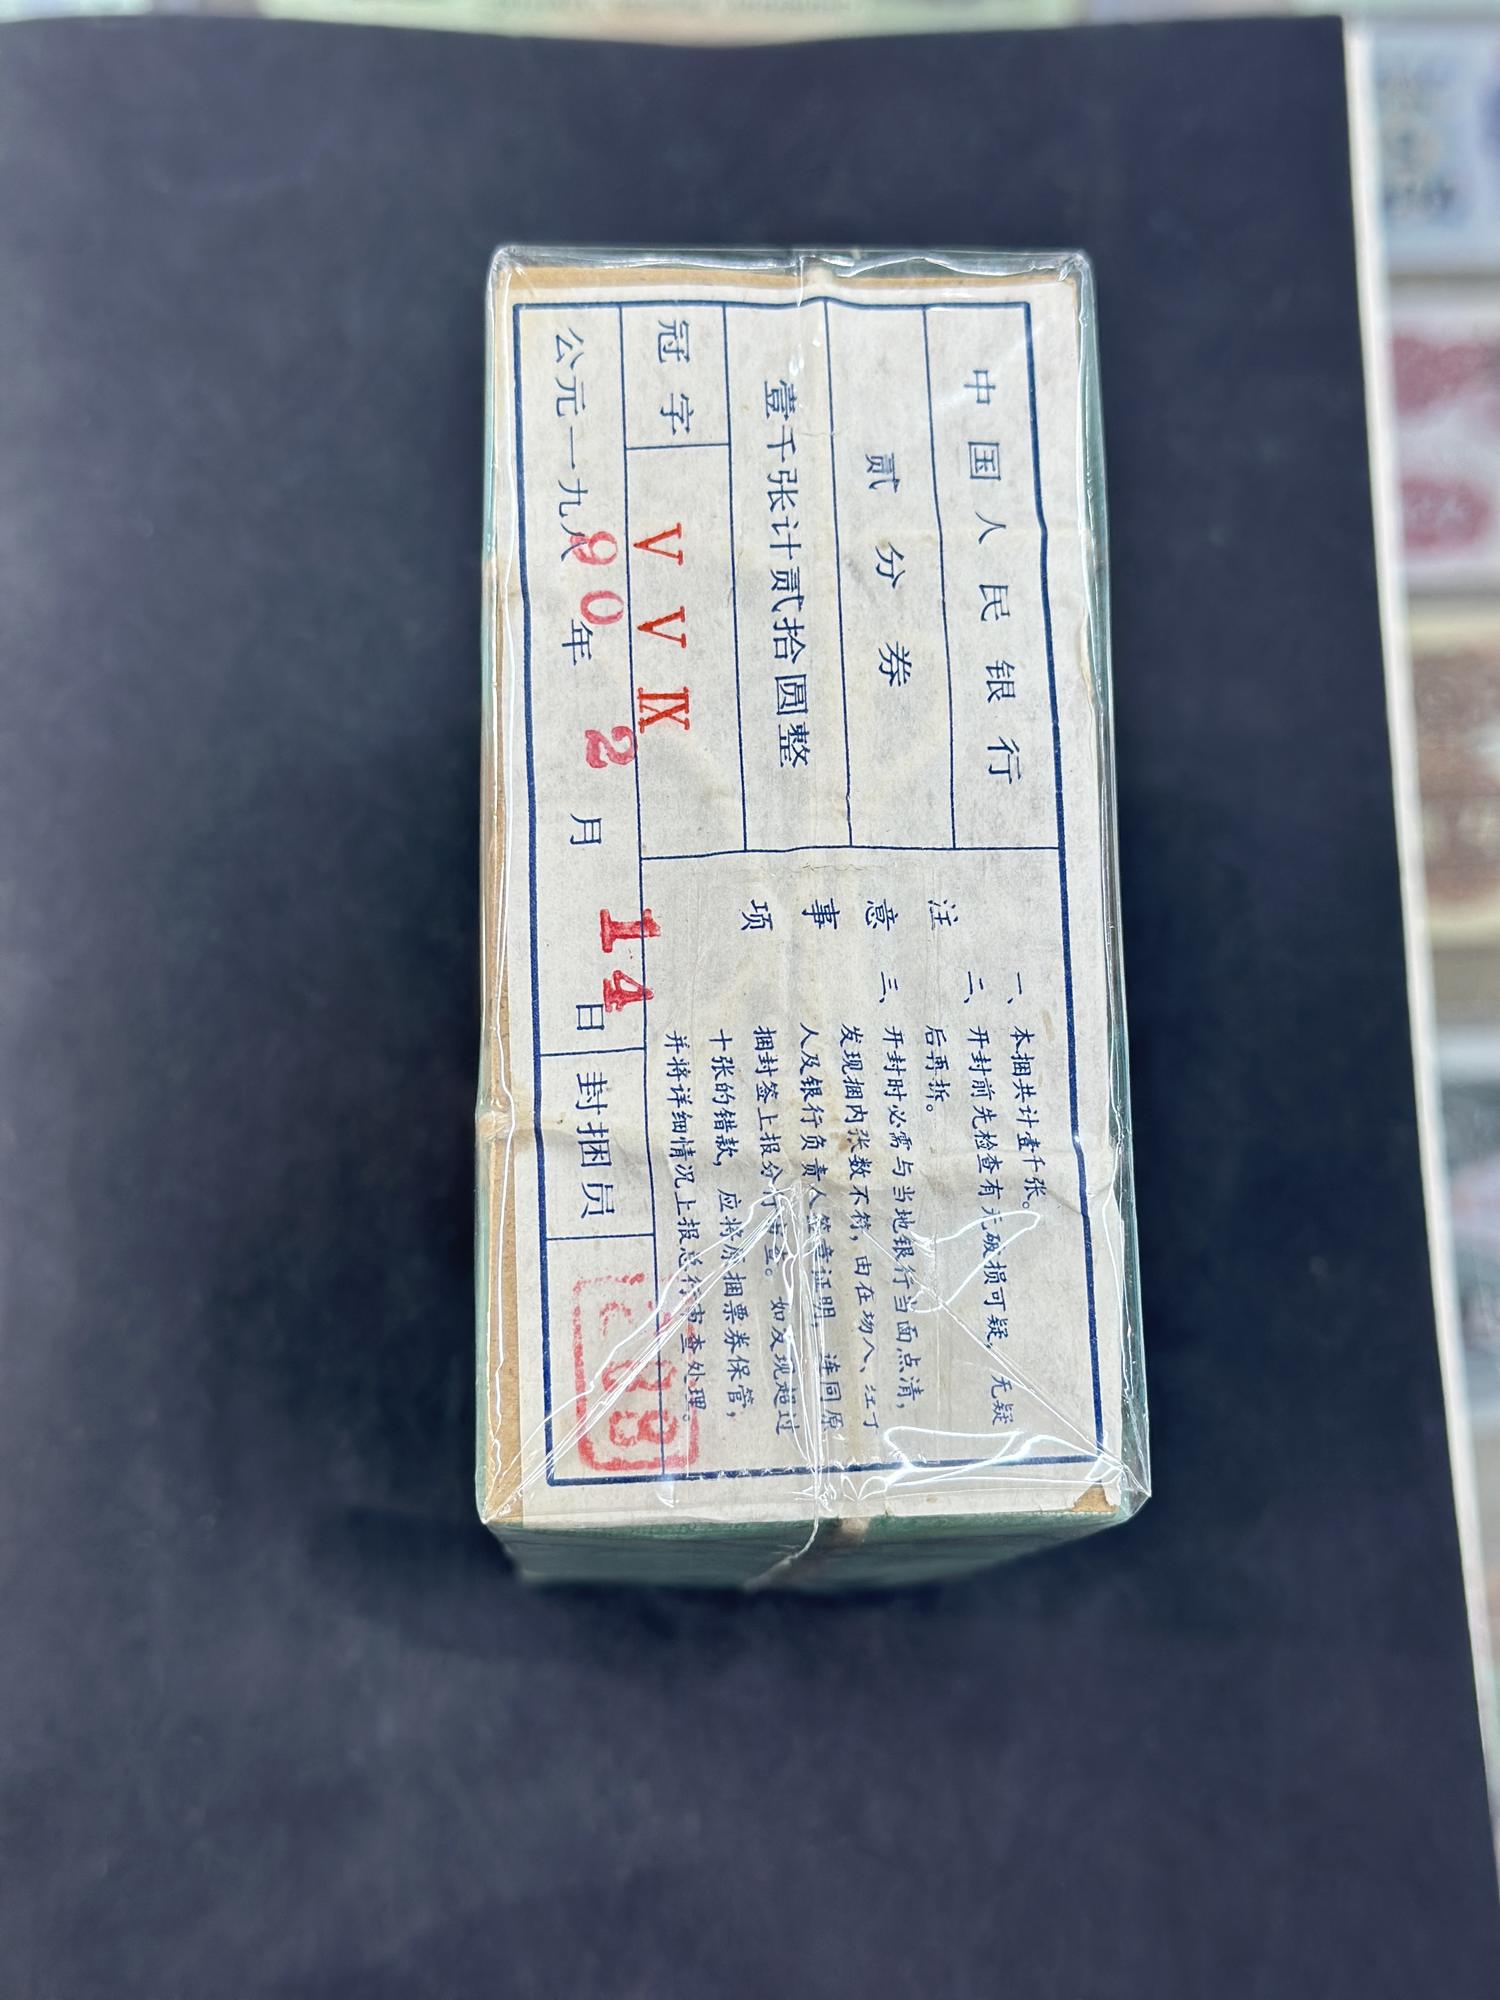 中国人民银行
贰分券
壹千张计贰拾圆整
冠字 V V IX
公元一九八90年2月14日 封捆员
注意事项
一、本捆共计壹千张。
二、开封前先检查有无破损可疑，无疑
后再拆。
三、开封时必需与当地银行当面点清，
发现捆内张数不符，由在场人、经手
人及银行负责人签章证明，连同原
捆封签上报分行审查。如发现超过
十张的错款，应将原捆票券保管，
并将详细情况上报总行审查处理。